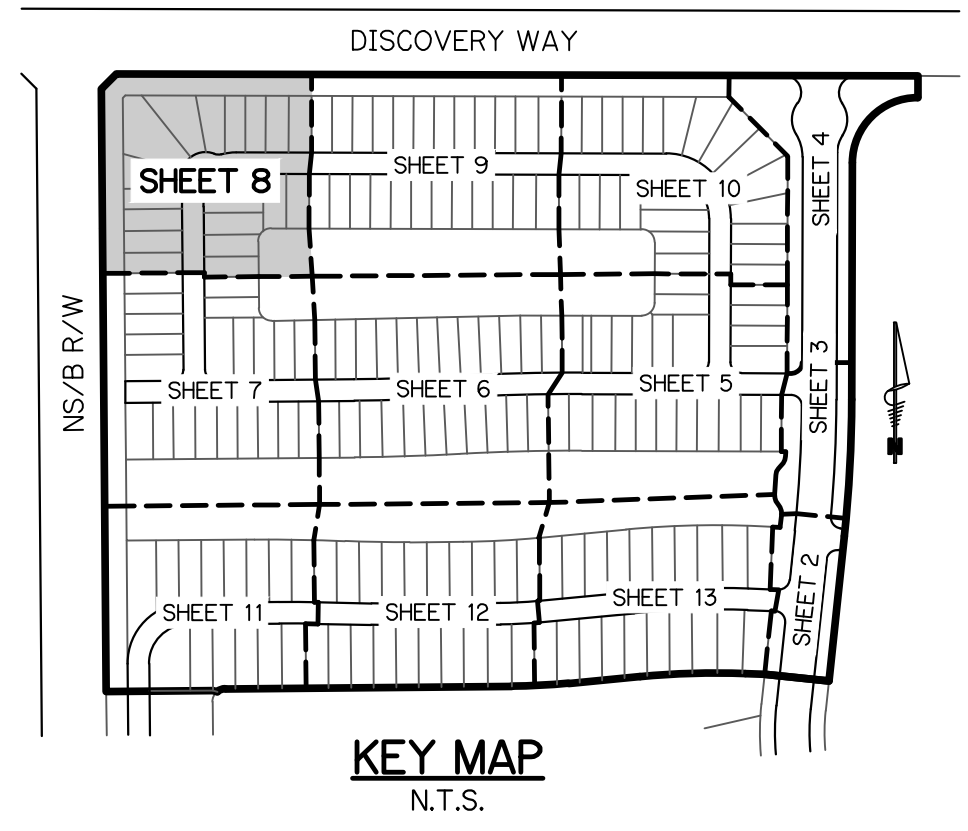 DISCOVERY WAY
SHEET 4
SHEET 9
SHEET 8
SHEET 10
NS/B R/W
SHEET 3
SHEET 7
SHEET 6
SHEET 5
SHEET 2
SHEET 11
SHEET 12
SHEET 13
KEY MAP
N.T.S.